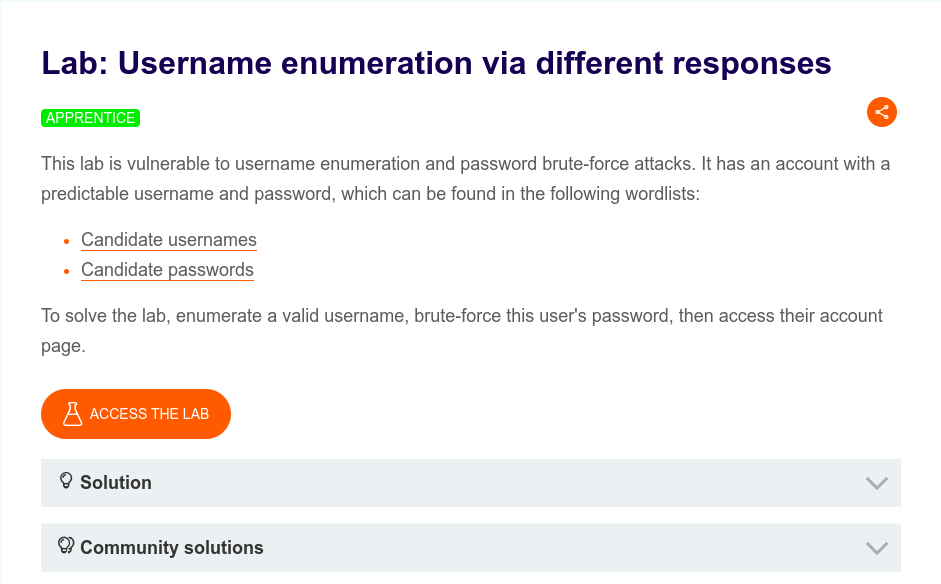 Lab: Username enumeration via different responses
APPRENTICE
This lab is vulnerable to username enumeration and password brute-force attacks. It has an account with a
predictable username and password, which can be found in the following wordlists:
• Candidate usernames
• Candidate passwords
To solve the lab, enumerate a valid username, brute-force this user's password, then access their account
page.
ACCESS THE LAB
Solution
Community solutions